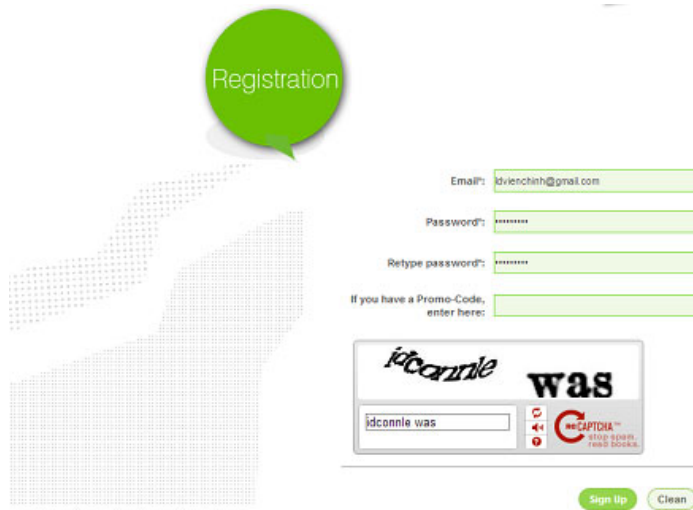 Registration
Email*:
ldvienchinh@gmail.com
Password*:
•••••••••
Retype password*:
•••••••••
If you have a Promo-Code,
enter here:
was
idconnle was
reCAPTCHA™
stop spam.
read books.
Sign Up
Clean